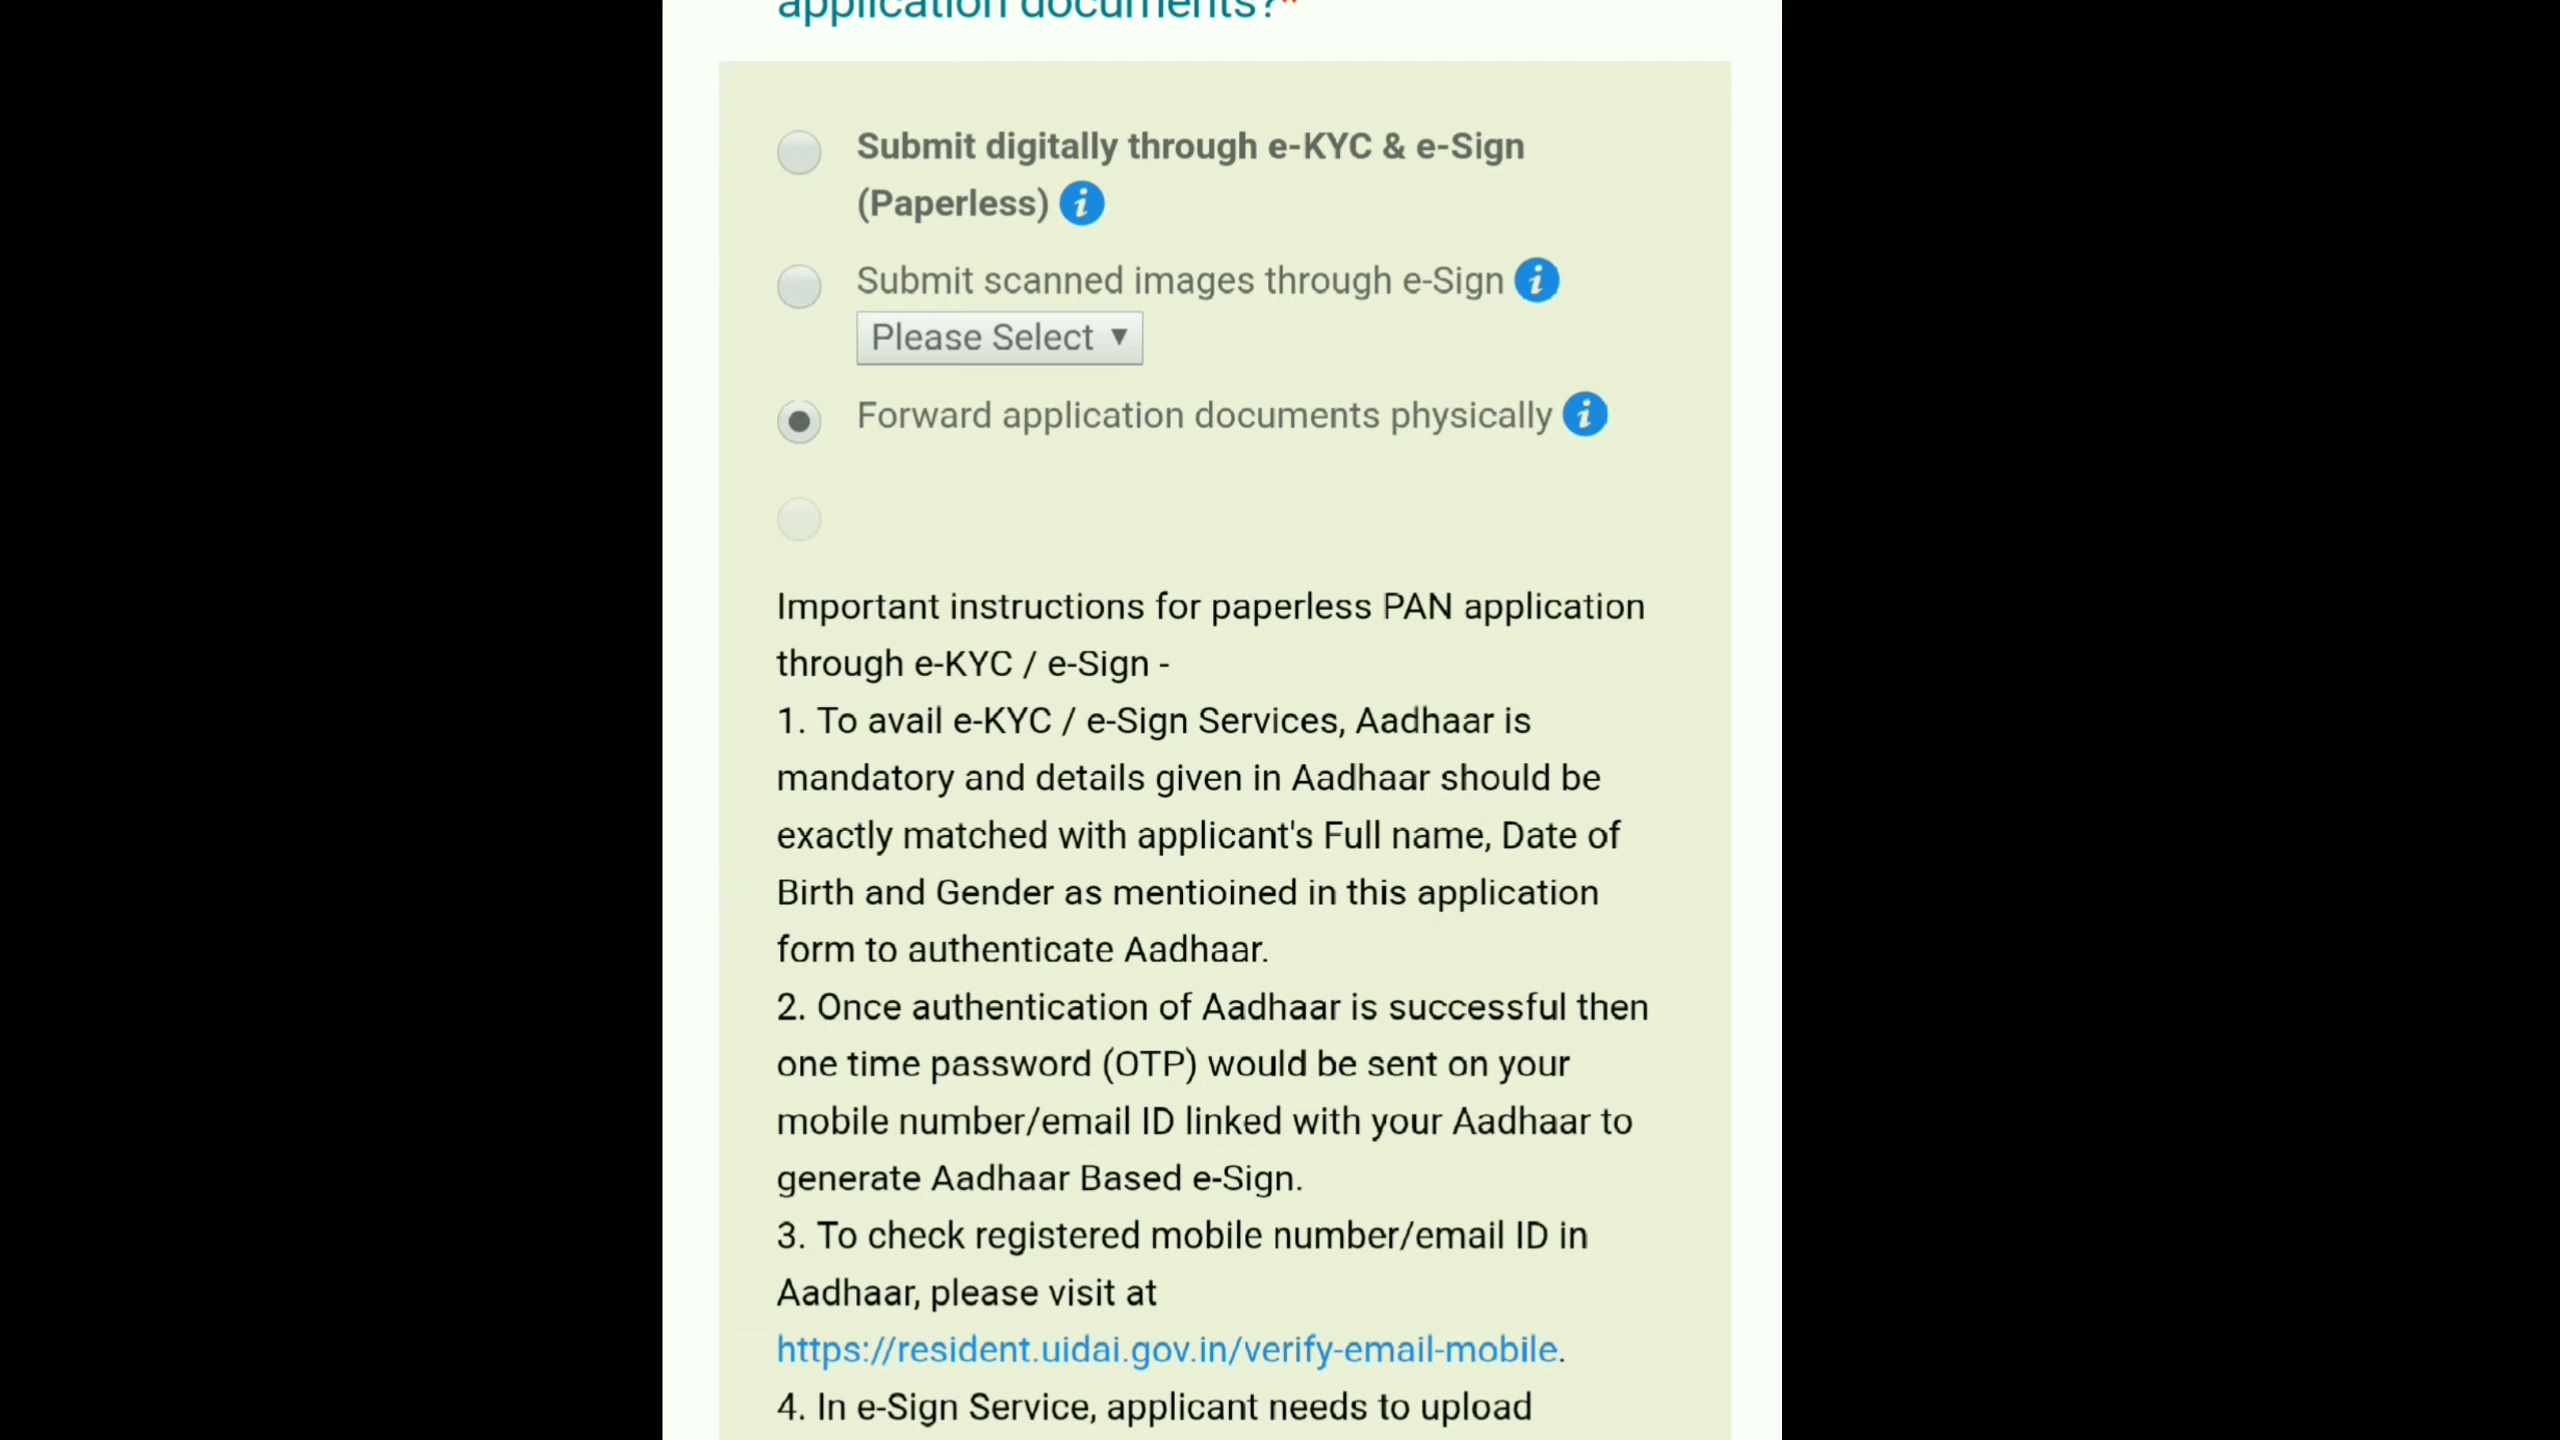 application documents?*
Submit digitally through e-KYC & e-Sign
(Paperless) i
Submit scanned images through e-Sign i
Please Select ▼
Forward application documents physically i
Important instructions for paperless PAN application
through e-KYC / e-Sign -
1. To avail e-KYC / e-Sign Services, Aadhaar is
mandatory and details given in Aadhaar should be
exactly matched with applicant's Full name, Date of
Birth and Gender as mentioined in this application
form to authenticate Aadhaar.
2. Once authentication of Aadhaar is successful then
one time password (OTP) would be sent on your
mobile number/email ID linked with your Aadhaar to
generate Aadhaar Based e-Sign.
3. To check registered mobile number/email ID in
Aadhaar, please visit at
https://resident.uidai.gov.in/verify-email-mobile.
4. In e-Sign Service, applicant needs to upload